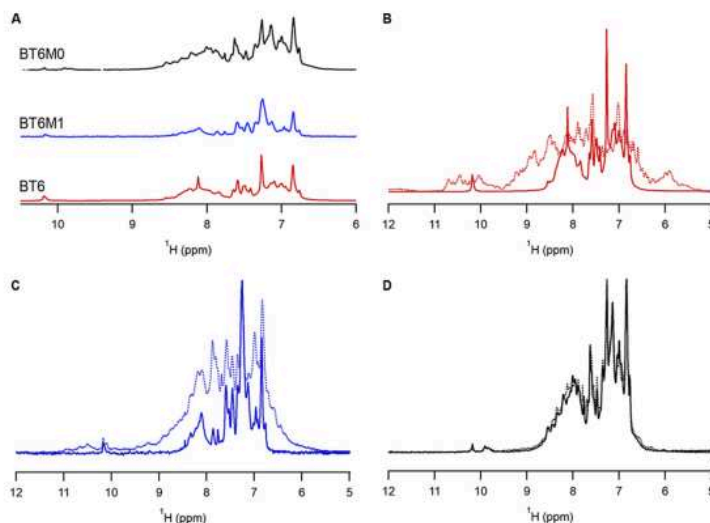 A
BT6M0
BT6M1
BT6
10 9 8 7 6
¹H (ppm)
B
12 11 10 9 8 7 6 5
¹H (ppm)
C
12 11 10 9 8 7 6 5
¹H (ppm)
D
12 11 10 9 8 7 6 5
¹H (ppm)